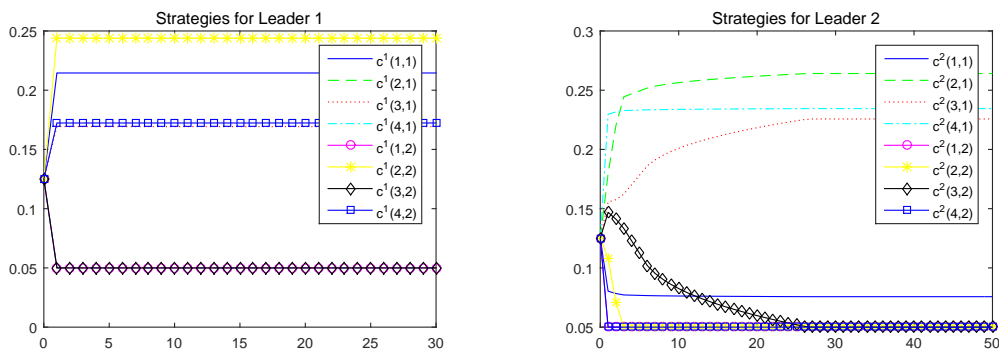 Strategies for Leader 1
0.25
0.2
0.15
0.1
0.05
0
0 5 10 15 20 25 30
c¹(1,1)
c¹(2,1)
c¹(3,1)
c¹(4,1)
c¹(1,2)
c¹(2,2)
c¹(3,2)
c¹(4,2)
Strategies for Leader 2
0.3
0.25
0.2
0.15
0.1
0.05
0 10 20 30 40 50
c²(1,1)
c²(2,1)
c²(3,1)
c²(4,1)
c²(1,2)
c²(2,2)
c²(3,2)
c²(4,2)